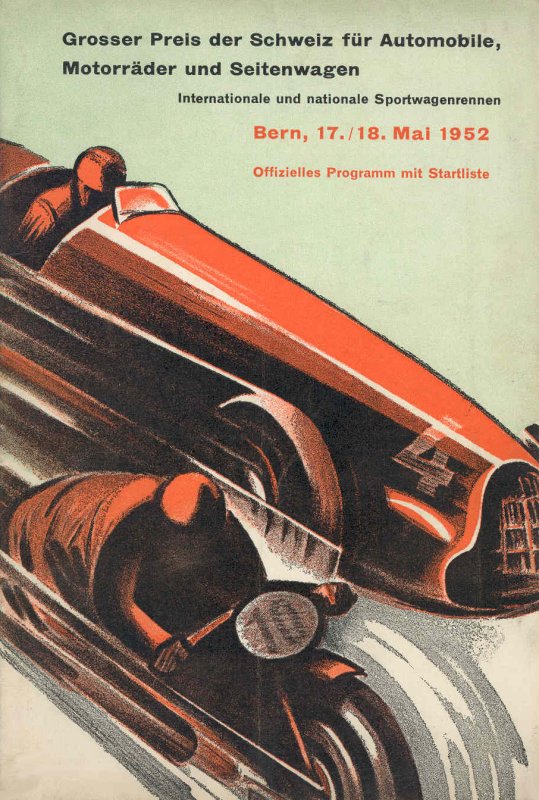 Grosser Preis der Schweiz für Automobile,
Motorräder und Seitenwagen
Internationale und nationale Sportwagenrennen
Bern, 17./18. Mai 1952
Offizielles Programm mit Startliste
4